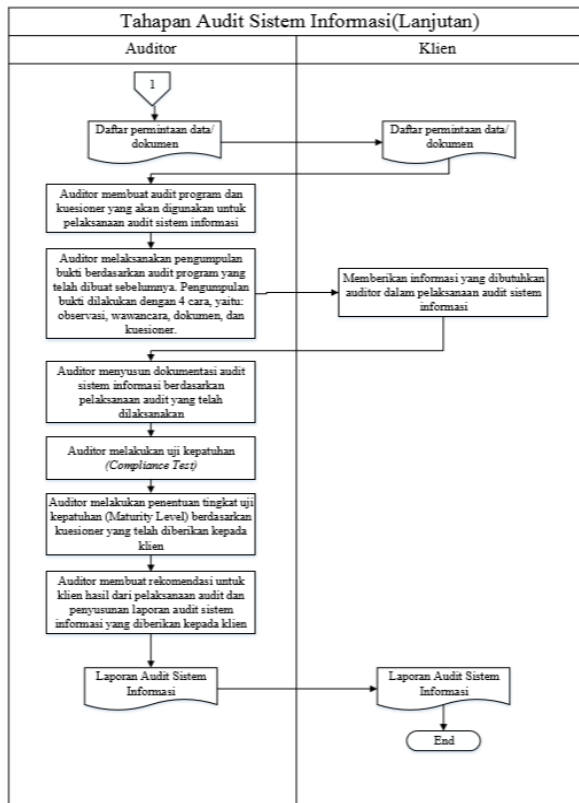 Tahapan Audit Sistem Informasi(Lanjutan)
Auditor
Klien
1
Daftar permintaan data/
dokumen
Daftar permintaan data/
dokumen
Auditor membuat audit program dan
kuesioner yang akan digunakan untuk
pelaksanaan audit sistem informasi
Auditor melaksanakan pengumpulan
bukti berdasarkan audit program yang
telah dibuat sebelumnya. Pengumpulan
bukti dilakukan dengan 4 cara, yaitu:
observasi, wawancara, dokumen, dan
kuesioner.
Memberikan informasi yang dibutuhkan
auditor dalam pelaksanaan audit sistem
informasi
Auditor menyusun dokumentasi audit
sistem informasi berdasarkan
pelaksanaan audit yang telah
dilaksanakan
Auditor melakukan uji kepatuhan
(Compliance Test)
Auditor melakukan penentuan tingkat uji
kepatuhan (Maturity Level) berdasarkan
kuesioner yang telah diberikan kepada
klien
Auditor membuat rekomendasi untuk
klien hasil dari pelaksanaan audit dan
penyusunan laporan audit sistem
informasi yang diberikan kepada klien
Laporan Audit Sistem
Informasi
Laporan Audit Sistem
Informasi
End